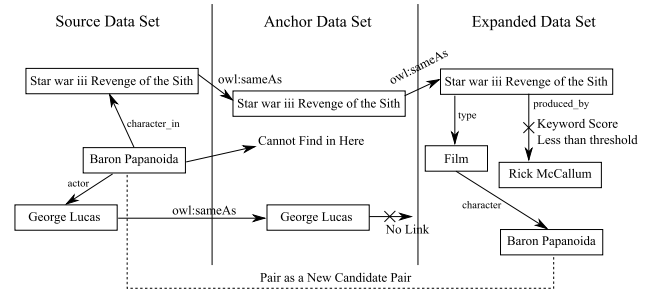 Source Data Set
Anchor Data Set
Expanded Data Set
Star war iii Revenge of the Sith
owl:sameAs
Star war iii Revenge of the Sith
owl:sameAs
Star war iii Revenge of the Sith
character_in
Cannot Find in Here
type
produced_by
Keyword Score
Less than threshold
Baron Papanoida
Film
Rick McCallum
actor
character
George Lucas
owl:sameAs
George Lucas
No Link
Baron Papanoida
Pair as a New Candidate Pair